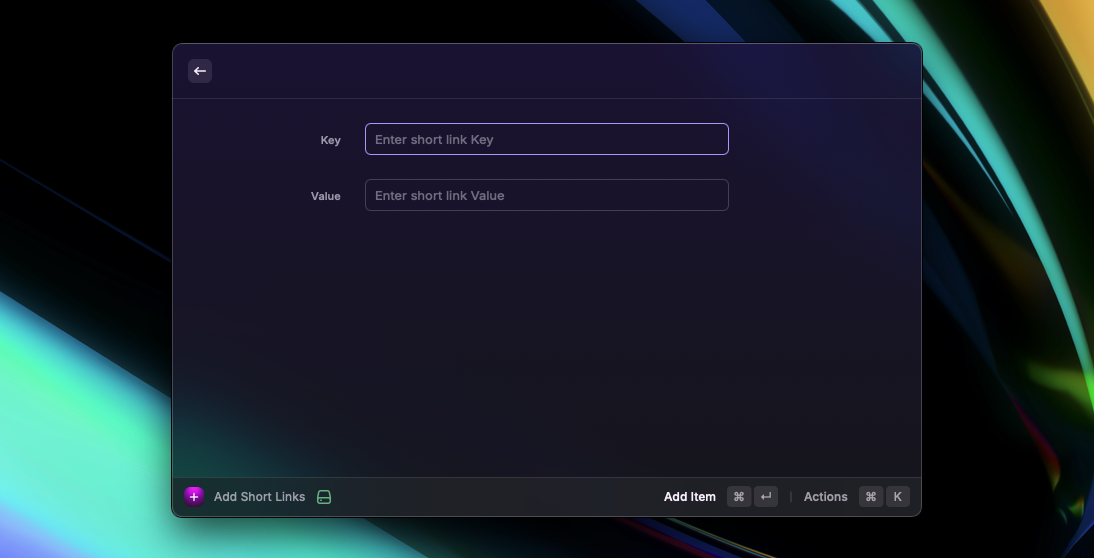 Key
Enter short link Key
Value
Enter short link Value
Add Short Links
Add Item ⌘ ↵ | Actions ⌘ K